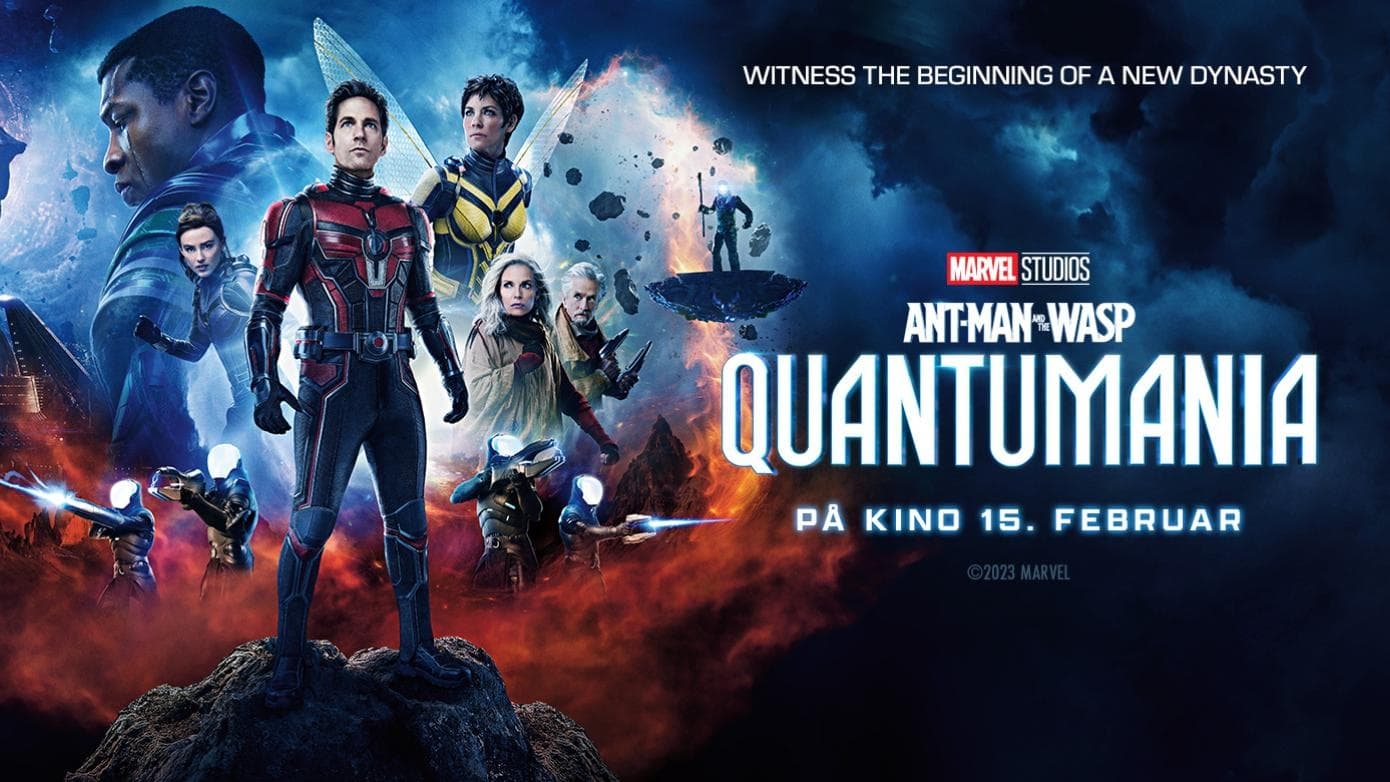 WITNESS THE BEGINNING OF A NEW DYNASTY
MARVEL STUDIOS
ANT-MAN AND THE WASP
QUANTUMANIA
PÅ KINO 15. FEBRUAR
©2023 MARVEL